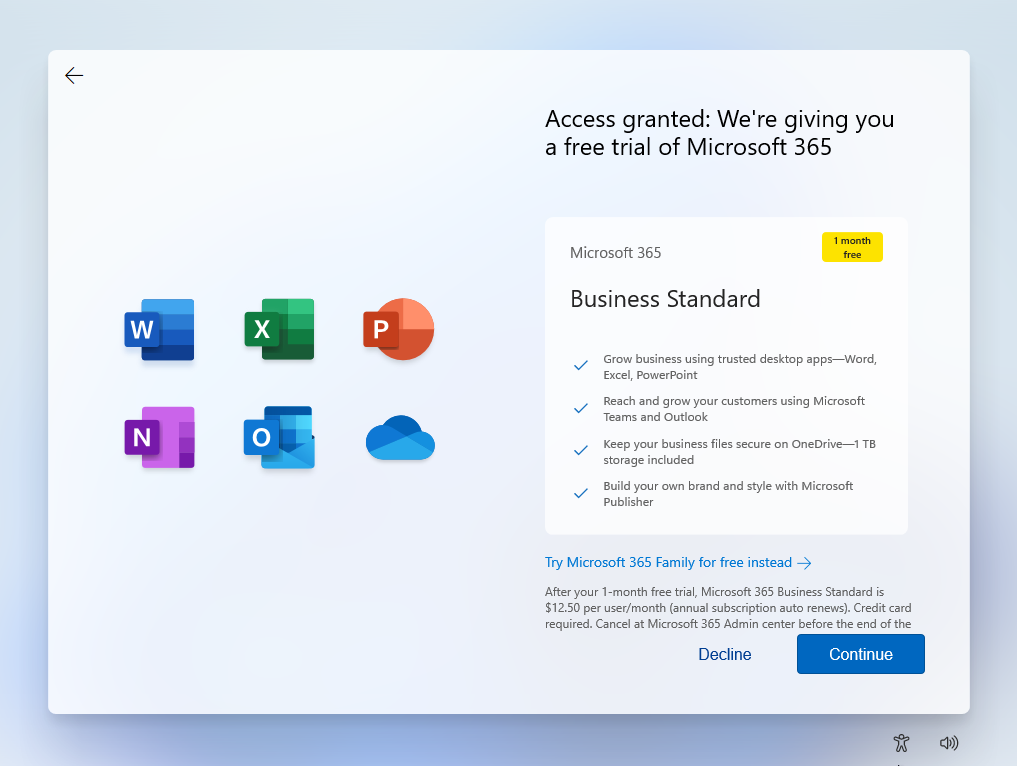 Access granted: We're giving you
a free trial of Microsoft 365
Microsoft 365
1 month
free
Business Standard
Grow business using trusted desktop apps—Word,
Excel, PowerPoint
Reach and grow your customers using Microsoft
Teams and Outlook
Keep your business files secure on OneDrive—1 TB
storage included
Build your own brand and style with Microsoft
Publisher
W
X
P
N
O
Try Microsoft 365 Family for free instead
After your 1-month free trial, Microsoft 365 Business Standard is
$12.50 per user/month (annual subscription auto renews). Credit card
required. Cancel at Microsoft 365 Admin center before the end of the
Decline
Continue